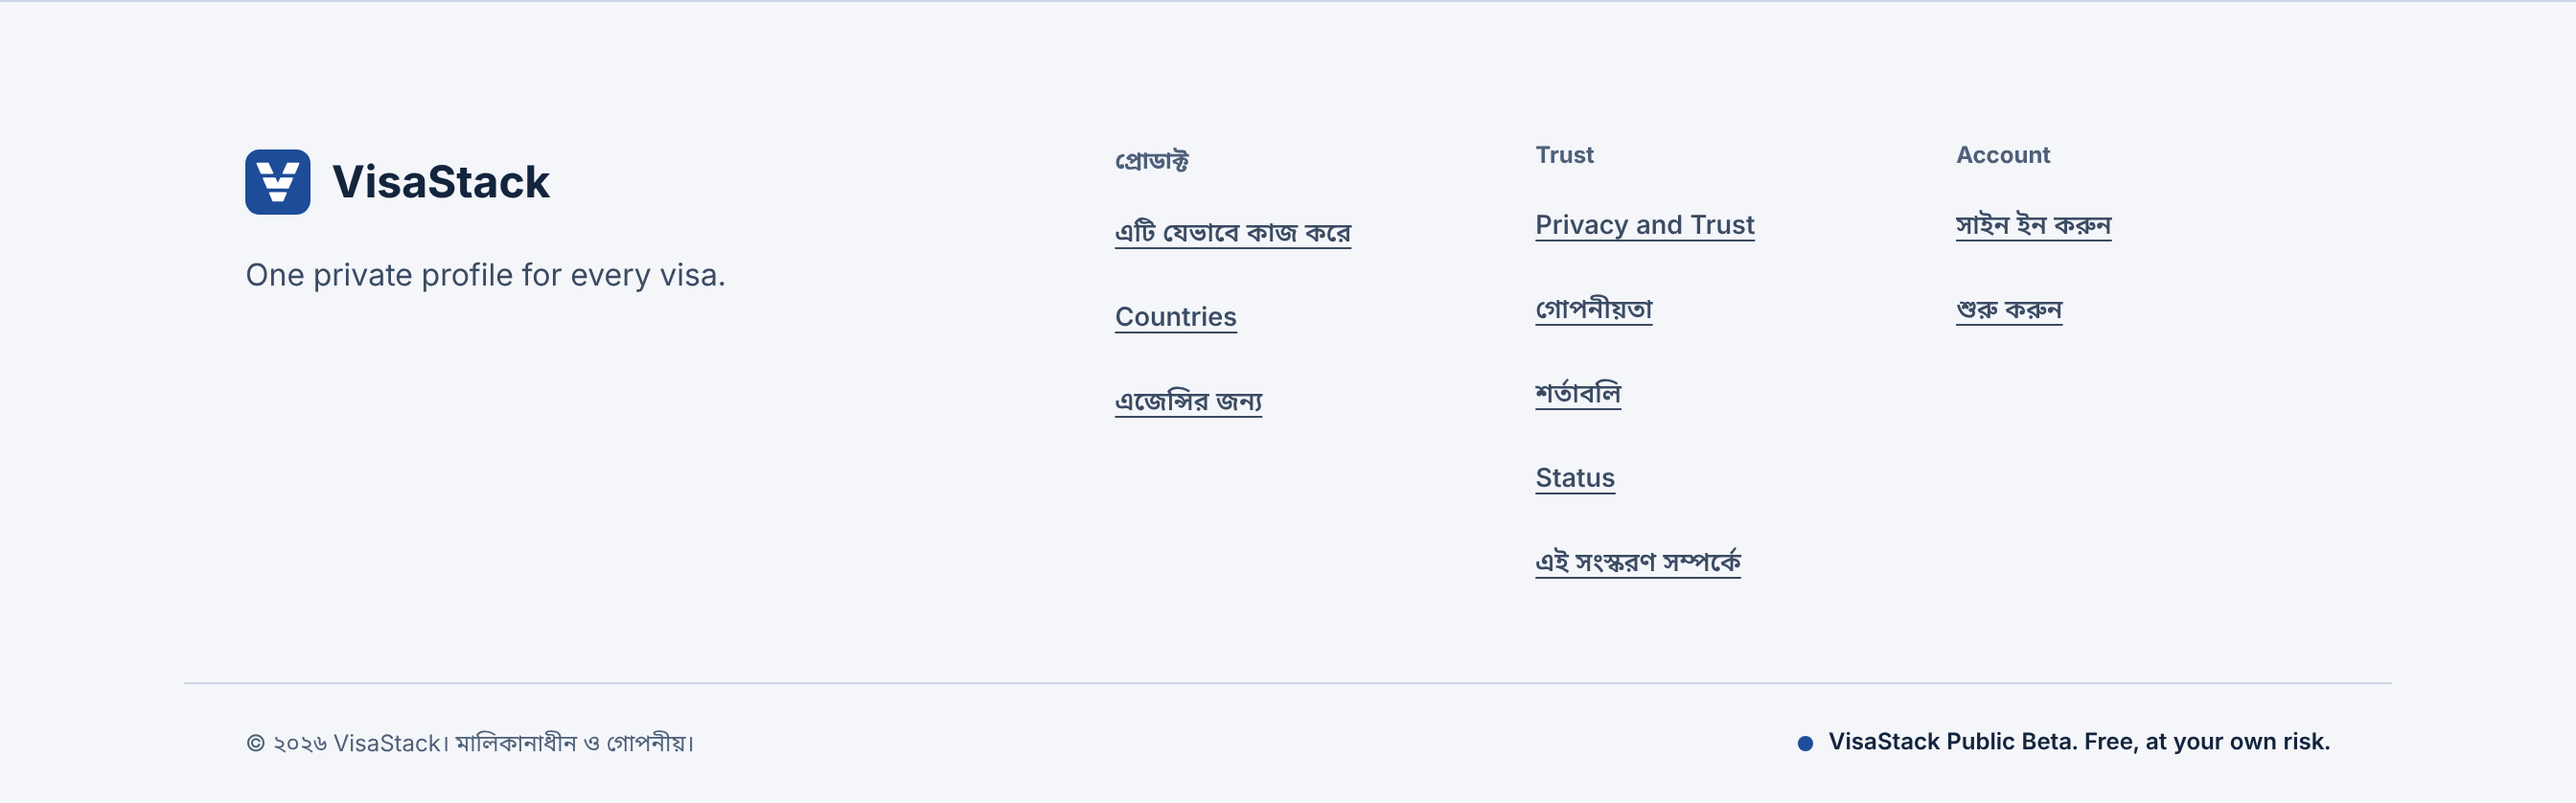 VisaStack
One private profile for every visa.
প্রোডাক্ট
এটি যেভাবে কাজ করে
Countries
এজেন্সির জন্য
Trust
Privacy and Trust
গোপনীয়তা
শর্তাবলি
Status
এই সংস্করণ সম্পর্কে
Account
সাইন ইন করুন
শুরু করুন
© ২০২৬ VisaStack। মালিকানাধীন ও গোপনীয়।
VisaStack Public Beta. Free, at your own risk.